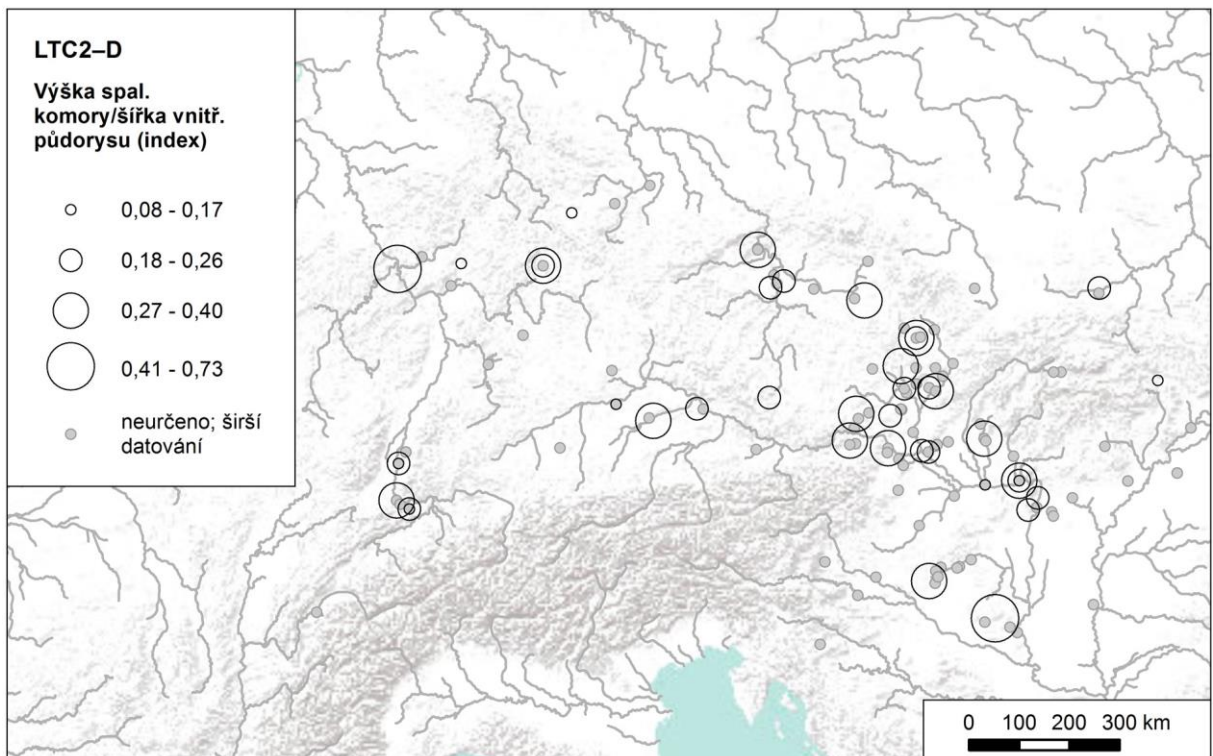 LTC2–D
Výška spal.
komory/šířka vnitř.
půdorysu (index)
0,08 - 0,17
0,18 - 0,26
0,27 - 0,40
0,41 - 0,73
neurčeno; širší
datování
0 100 200 300 km